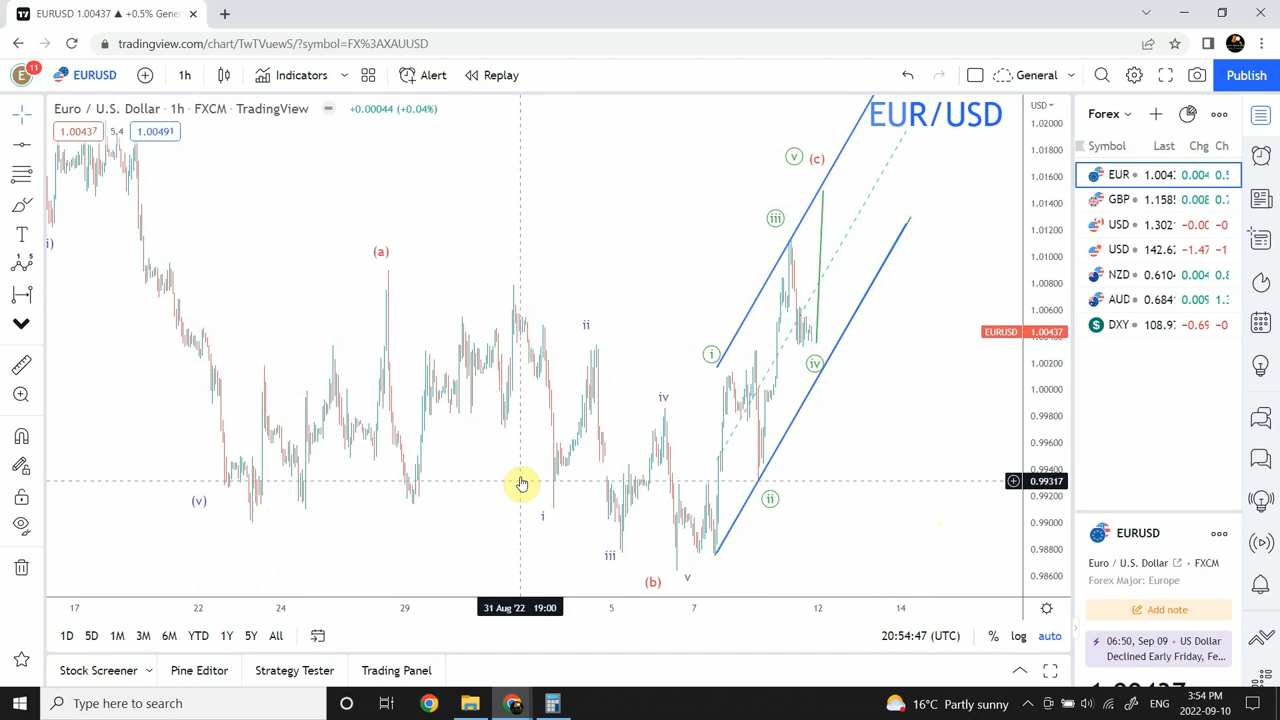 EURUSD 1.00437 ▲ +0.5% Gener
tradingview.com/chart/TwTVuewS/?symbol=FX%3AXAUUSD
E 11 EURUSD 1h Indicators Alert Replay General Publish
Euro / U.S. Dollar · 1h · FXCM · TradingView +0.00044 (+0.04%)
1.00437 5.4 1.00491
EUR/USD
USD
1.02000
1.01800
1.01600
1.01400
1.01200
1.01000
1.00800
1.00600
EURUSD 1.00437
1.00200
1.00000
0.99800
0.99600
0.99400
0.99317
0.99200
0.99000
0.98800
0.98600
i)
(v)
(a)
i
ii
iii
(b)
iv
v
i
ii
iii
iv
v (c)
17 22 24 29 31 Aug '22 19:00 5 7 12 14
1D 5D 1M 3M 6M YTD 1Y 5Y All 20:54:47 (UTC) % log auto
Stock Screener Pine Editor Strategy Tester Trading Panel
Forex
Symbol Last Chg Ch
EUR 1.004 0.004 0.5
GBP 1.158 0.008 0.7
USD 1.302 -0.00 -0
USD 142.6 -1.47 -1
NZD 0.610 0.004 0.8
AUD 0.684 0.009 1.3
DXY 108.9 -0.69 -0
EURUSD
Euro / U.S. Dollar · FXCM
Forex Major: Europe
Add note
06:50, Sep 09 · US Dollar
Declined Early Friday, Fe...
1.00437
Type here to search
16°C Partly sunny ENG 3:54 PM
2022-09-10